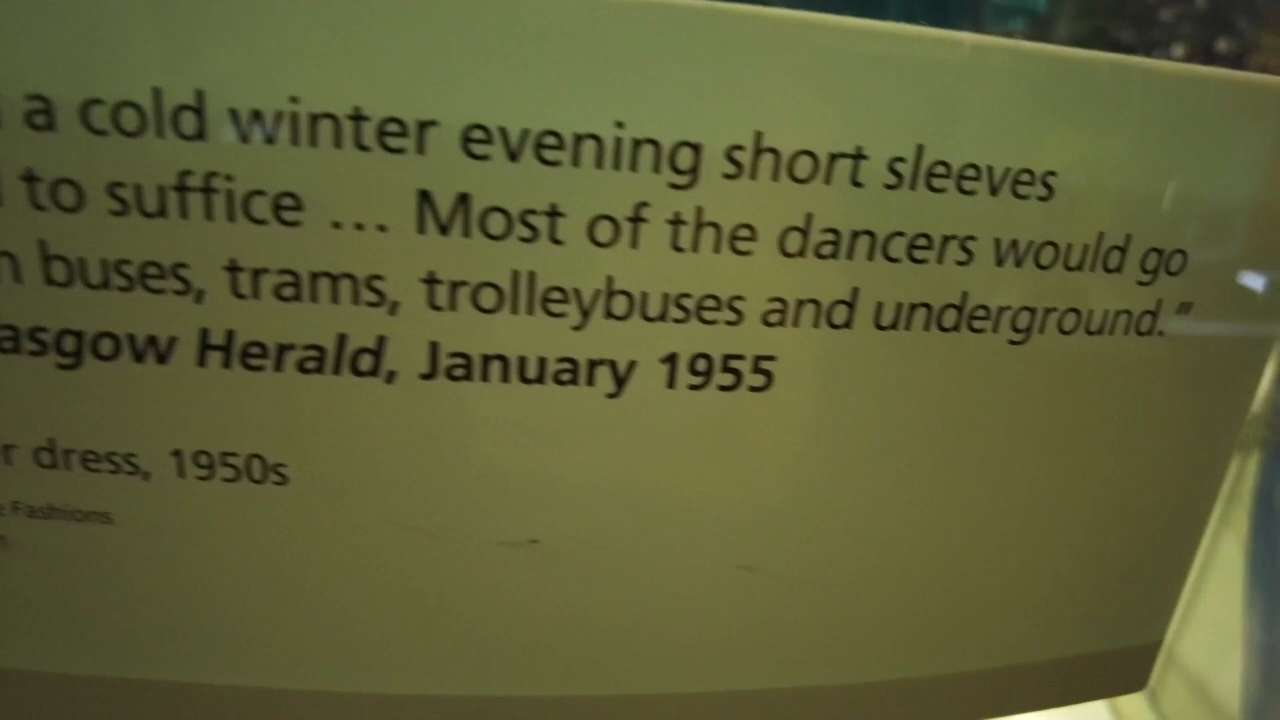 a cold winter evening short sleeves
to suffice ... Most of the dancers would go
buses, trams, trolleybuses and underground."
asgow Herald, January 1955
r dress, 1950s
Fashions